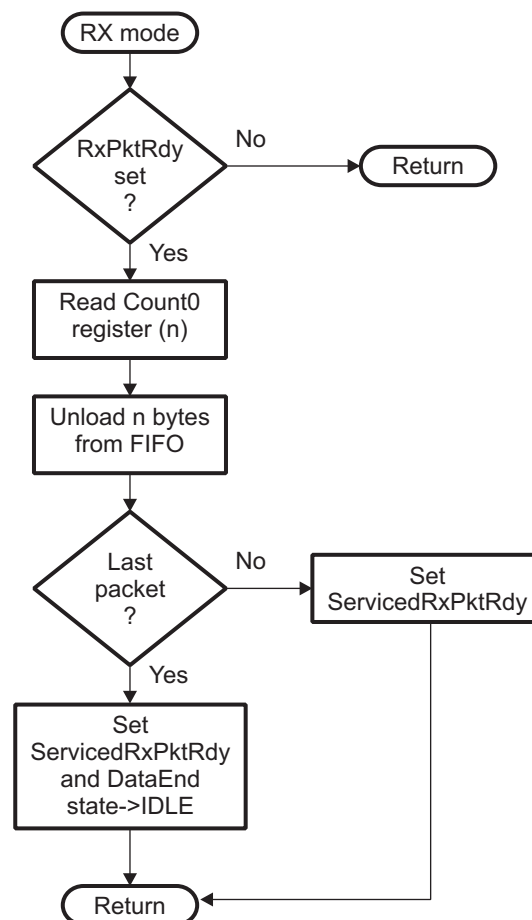 RX mode
RxPktRdy
set
?
No
Return
Yes
Read Count0
register (n)
Unload n bytes
from FIFO
Last
packet
?
No
Set
ServicedRxPktRdy
Yes
Set
ServicedRxPktRdy
and DataEnd
state->IDLE
Return